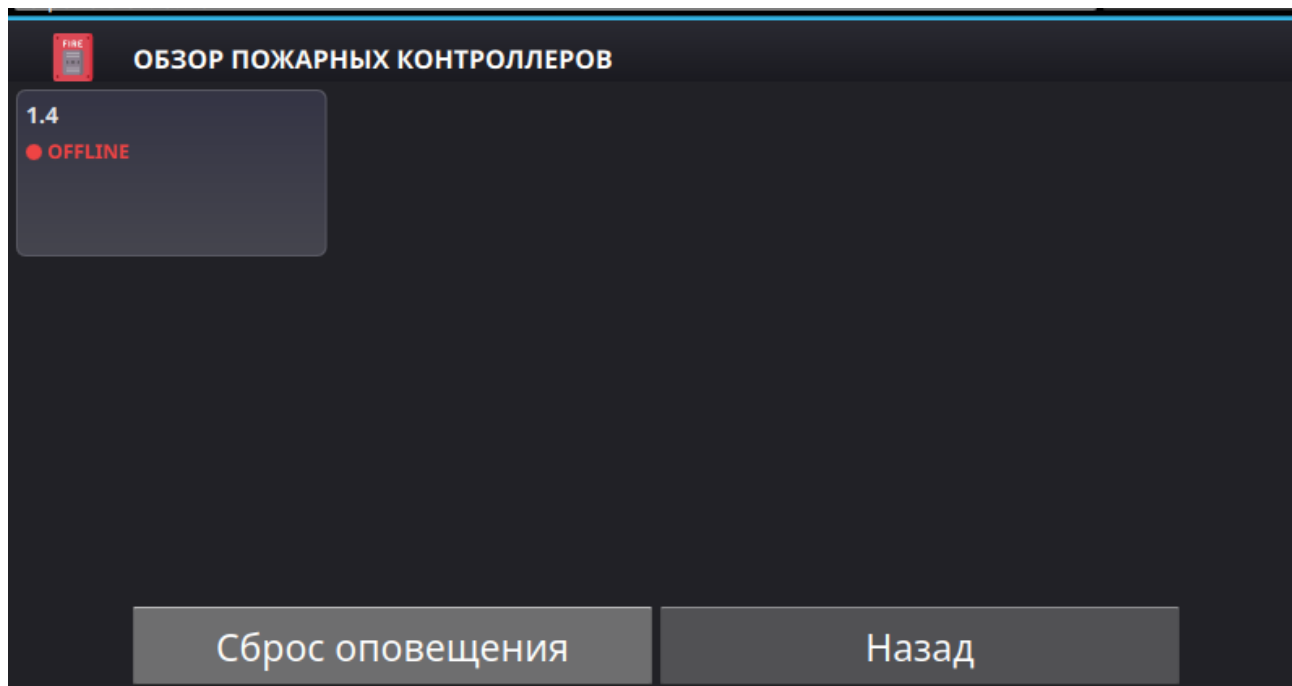 FIRE
ОБЗОР ПОЖАРНЫХ КОНТРОЛЛЕРОВ
1.4
OFFLINE
Сброс оповещения
Назад